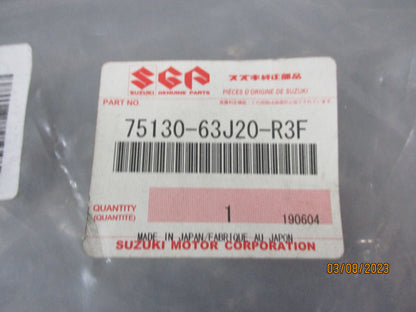 SGP
スズキ純正部品
SUZUKI GENUINE PARTS
PIÈCES D'ORIGINE DE SUZUKI
PART NO.
75130-63J20-R3F
QUANTITY
(QUANTITÉ)
1
190604
MADE IN JAPAN/FABRIQUE AU JAPON
SUZUKI MOTOR CORPORATION
03/08/2023